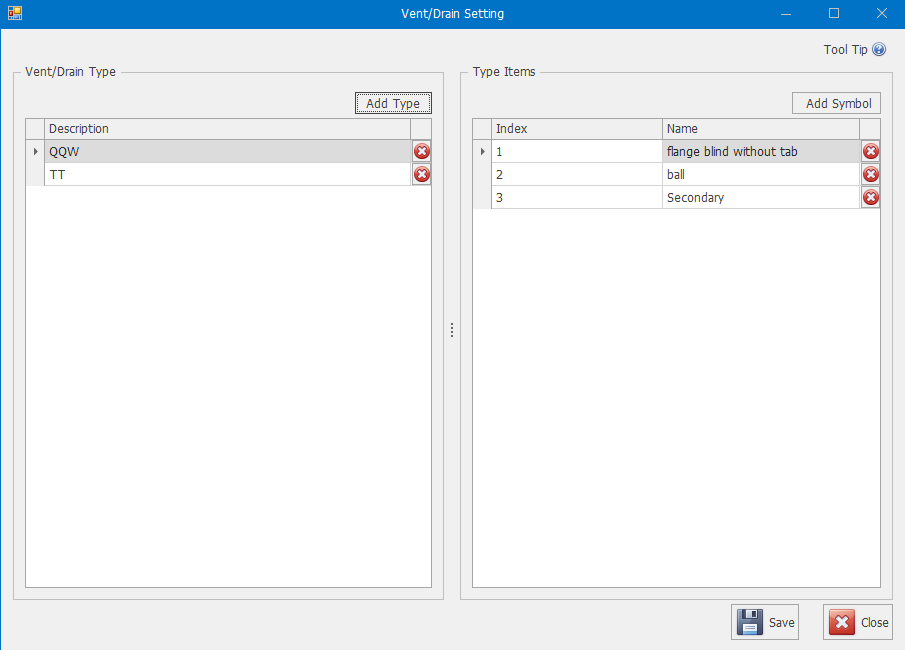 Vent/Drain Setting
Tool Tip
Vent/Drain Type
Add Type
Description
QQW
TT
Type Items
Add Symbol
Index Name
1 flange blind without tab
2 ball
3 Secondary
Save Close